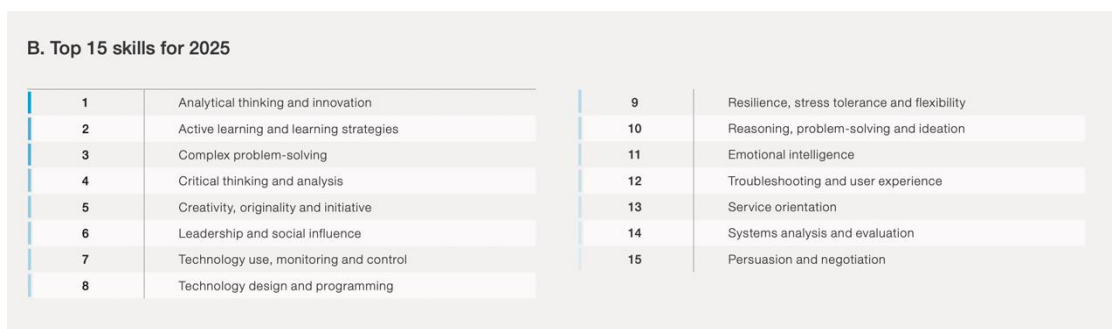 B. Top 15 skills for 2025
1 Analytical thinking and innovation
2 Active learning and learning strategies
3 Complex problem-solving
4 Critical thinking and analysis
5 Creativity, originality and initiative
6 Leadership and social influence
7 Technology use, monitoring and control
8 Technology design and programming
9 Resilience, stress tolerance and flexibility
10 Reasoning, problem-solving and ideation
11 Emotional intelligence
12 Troubleshooting and user experience
13 Service orientation
14 Systems analysis and evaluation
15 Persuasion and negotiation